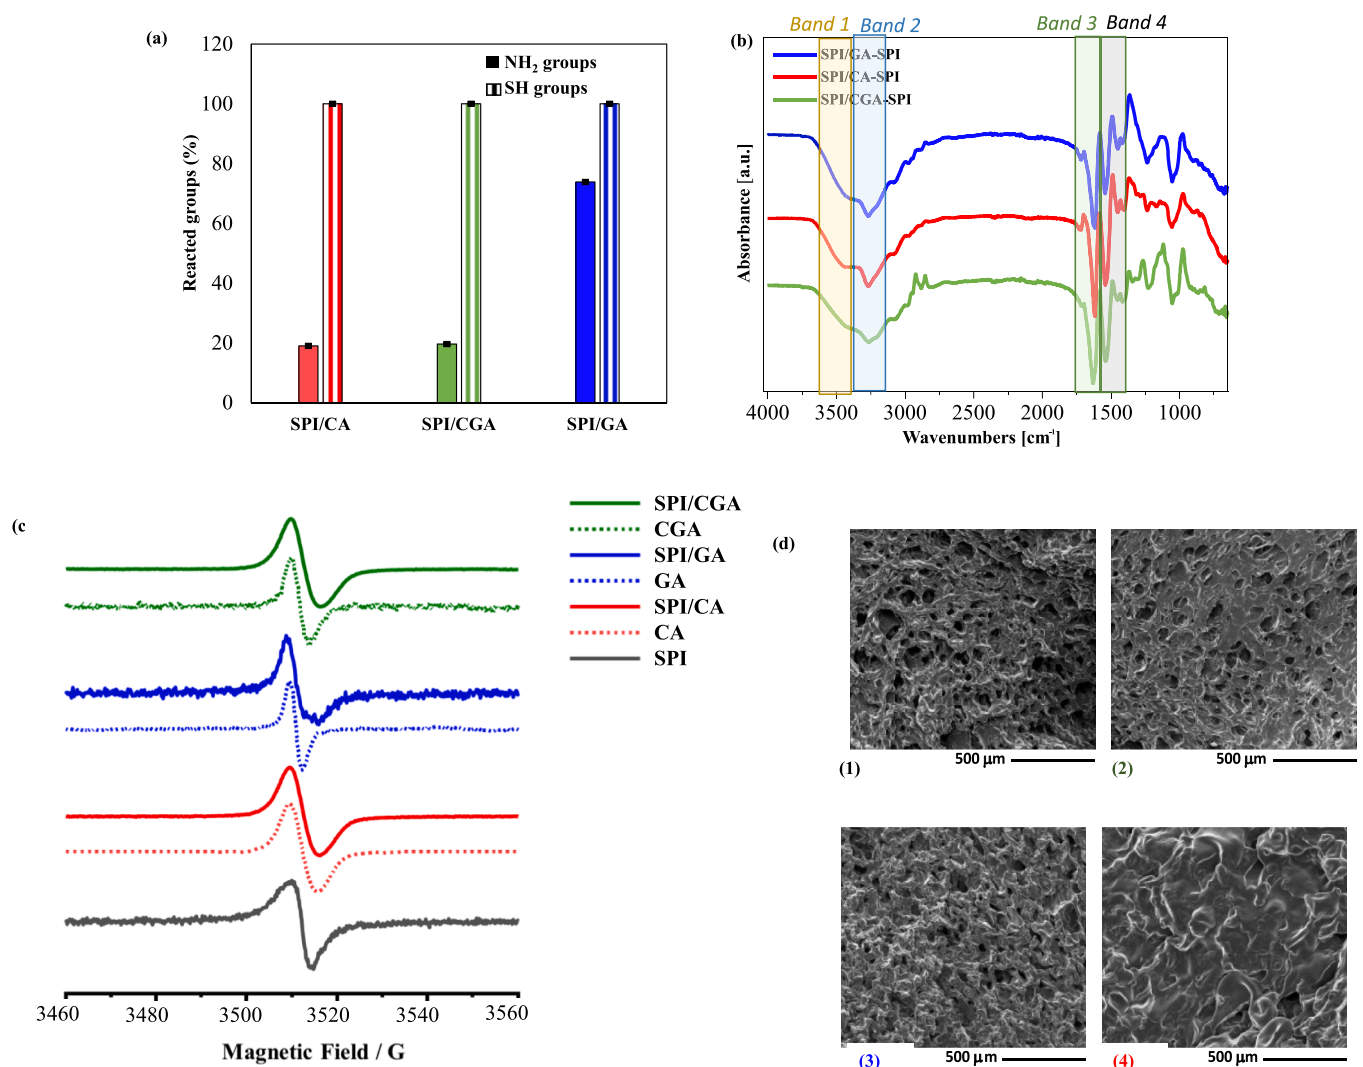 (a)
120
100
80
60
40
20
0
Reacted groups (%)
NH₂ groups
SH groups
SPI/CA
SPI/CGA
SPI/GA
Band 1
Band 2
Band 3
Band 4
(b)
SPI/GA-SPI
SPI/CA-SPI
SPI/CGA-SPI
Absorbance [a.u.]
4000
3500
3000
2500
2000
1500
1000
Wavenumbers [cm⁻¹]
(c
SPI/CGA
CGA
SPI/GA
GA
SPI/CA
CA
SPI
3460
3480
3500
3520
3540
3560
Magnetic Field / G
(d)
500 µm
(1)
500 µm
(2)
500 µm
(3)
500 µm
(4)